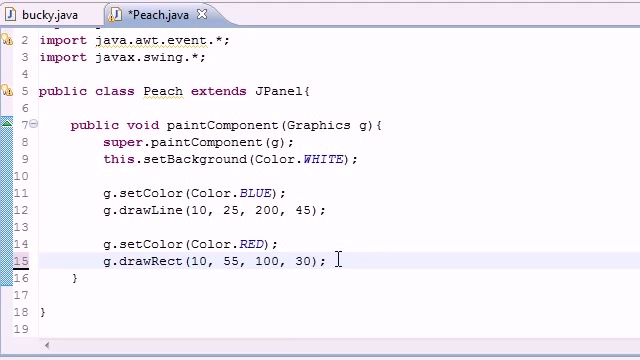 bucky.java
*Peach.java
2 import java.awt.event.*;
3 import javax.swing.*;
4
5 public class Peach extends JPanel{
6
7 public void paintComponent(Graphics g){
8 super.paintComponent(g);
9 this.setBackground(Color.WHITE);
10
11 g.setColor(Color.BLUE);
12 g.drawLine(10, 25, 200, 45);
13
14 g.setColor(Color.RED);
15 g.drawRect(10, 55, 100, 30);
16 }
17
18 }
19